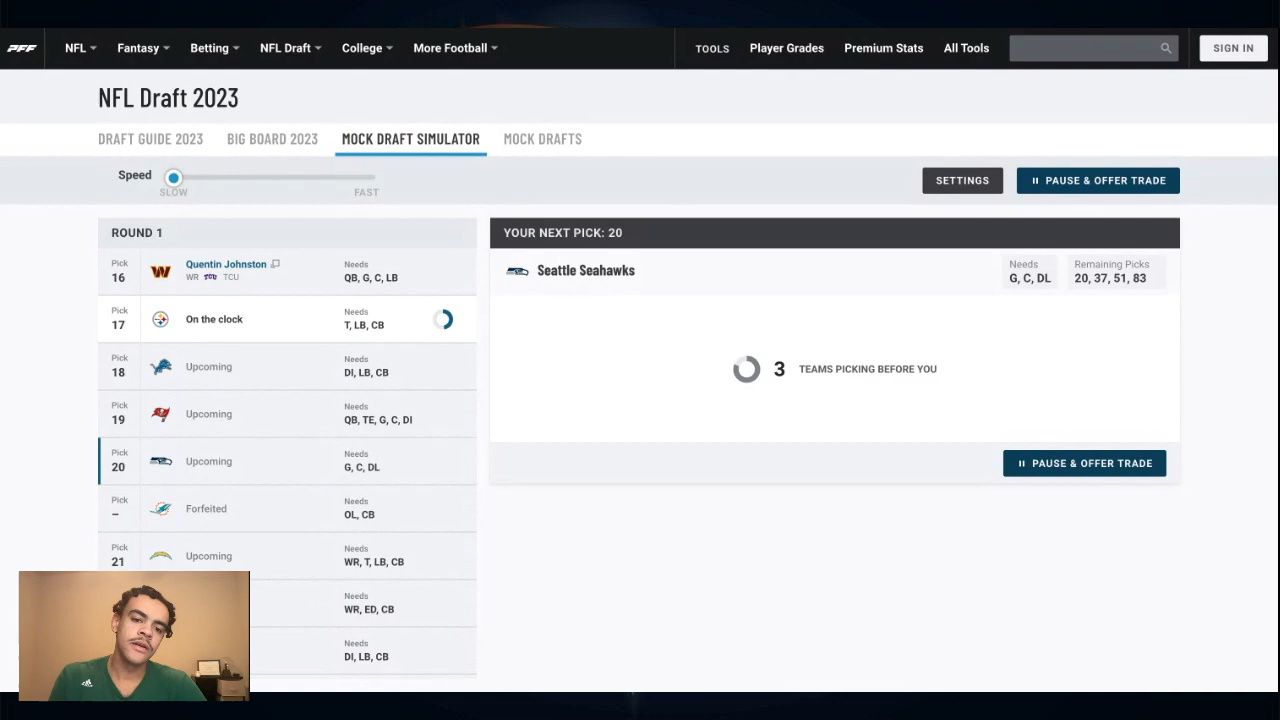 PFF
NFL
Fantasy
Betting
NFL Draft
College
More Football
TOOLS
Player Grades
Premium Stats
All Tools
SIGN IN
NFL Draft 2023
DRAFT GUIDE 2023
BIG BOARD 2023
MOCK DRAFT SIMULATOR
MOCK DRAFTS
Speed
SLOW
FAST
SETTINGS
PAUSE & OFFER TRADE
ROUND 1
Pick
16
Quentin Johnston
WR TCU TCU
Needs
QB, G, C, LB
Pick
17
On the clock
Needs
T, LB, CB
Pick
18
Upcoming
Needs
DI, LB, CB
Pick
19
Upcoming
Needs
QB, TE, G, C, DI
Pick
20
Upcoming
Needs
G, C, DL
Pick
–
Forfeited
Needs
OL, CB
Pick
21
Upcoming
Needs
WR, T, LB, CB
Needs
WR, ED, CB
Needs
DI, LB, CB
YOUR NEXT PICK: 20
Seattle Seahawks
Needs
G, C, DL
Remaining Picks
20, 37, 51, 83
3 TEAMS PICKING BEFORE YOU
PAUSE & OFFER TRADE